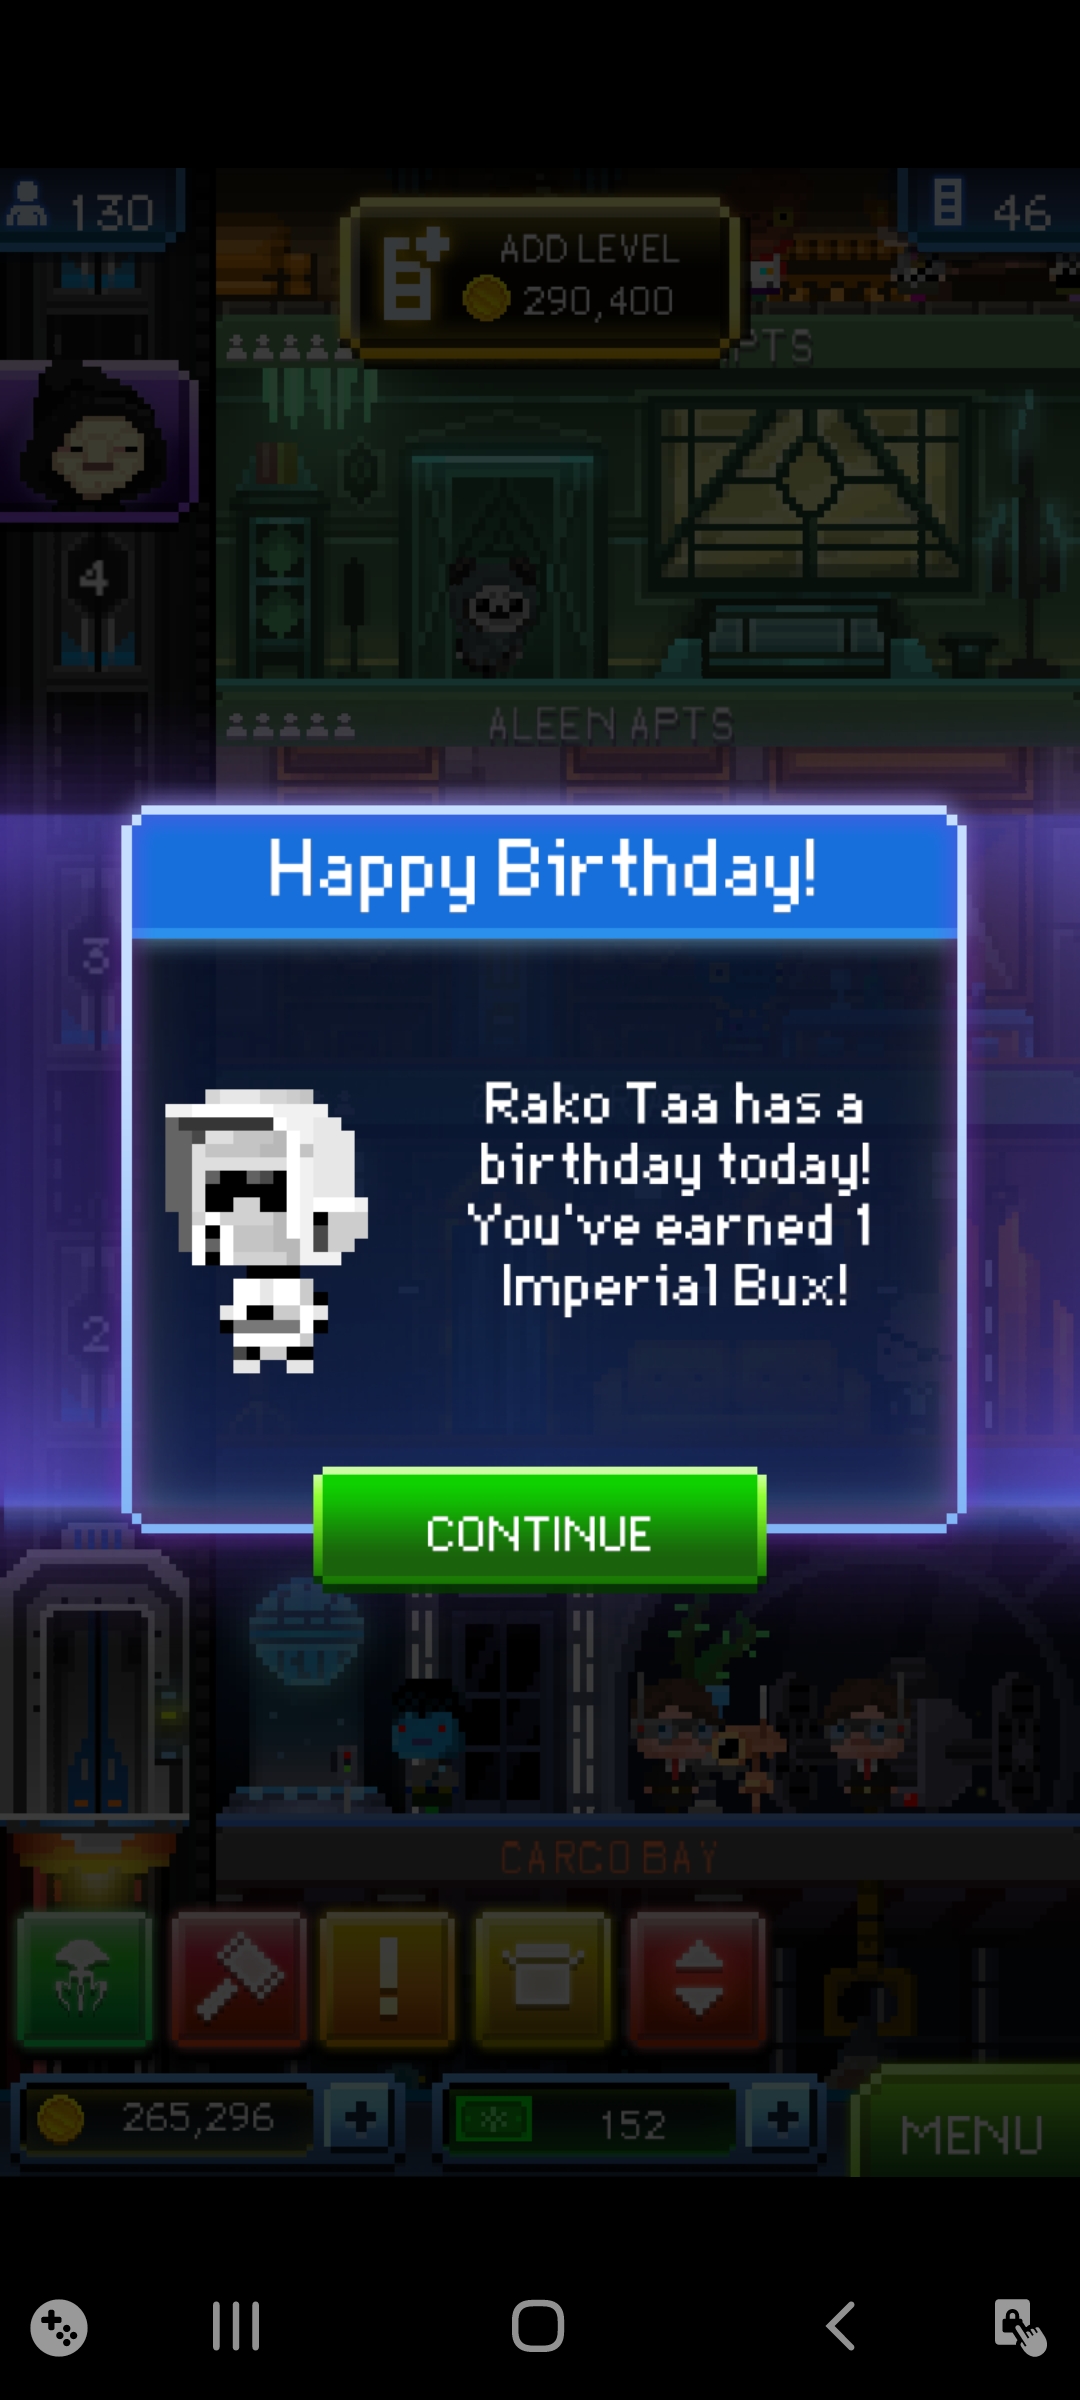 130
46
ADD LEVEL
290,400
PTS
4
ALEEN APTS
Happy Birthday!
3
Rako Taa has a
birthday today!
You've earned 1
Imperial Bux!
2
CONTINUE
CARGO BAY
265,296
152
MENU